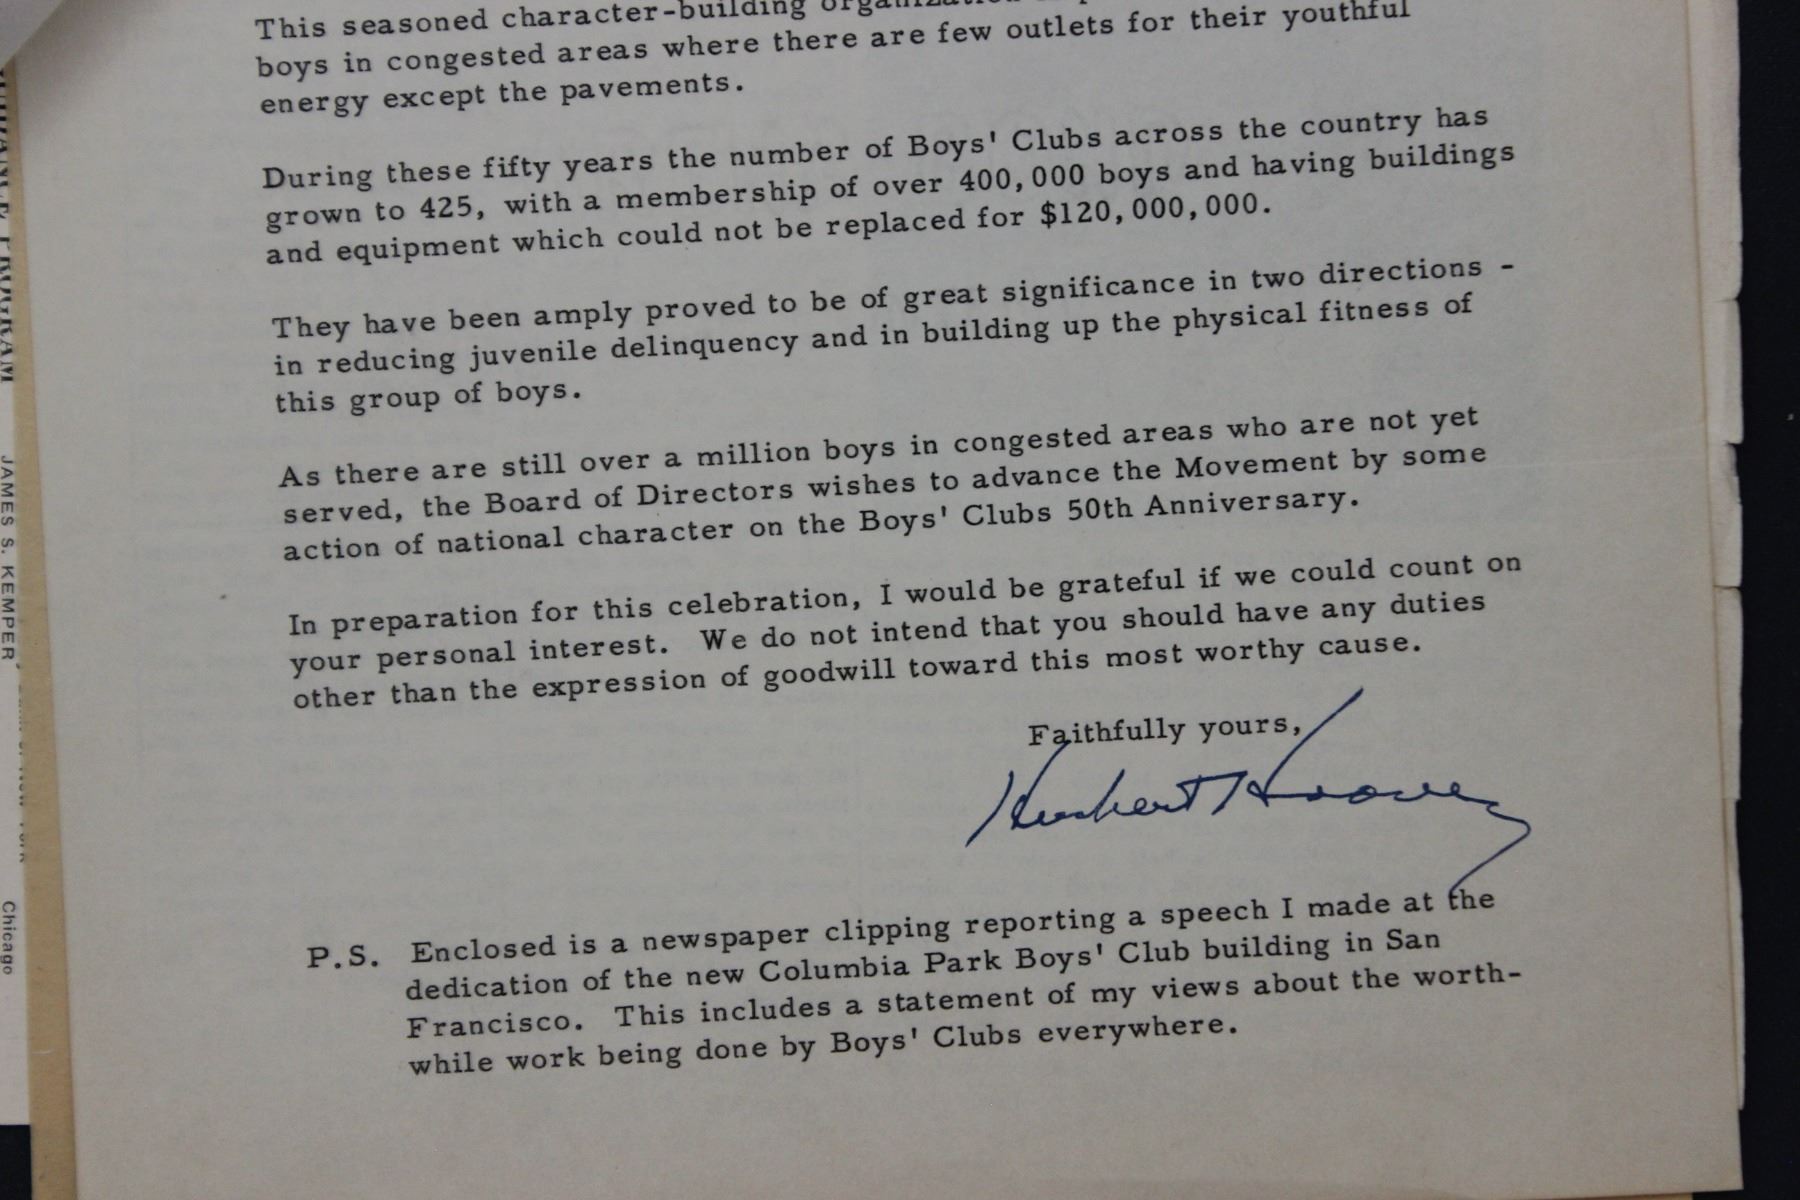 This seasoned character-building
boys in congested areas where there are few outlets for their youthful
energy except the pavements.
During these fifty years the number of Boys' Clubs across the country has
grown to 425, with a membership of over 400,000 boys and having buildings
and equipment which could not be replaced for $120,000,000.
They have been amply proved to be of great significance in two directions -
in reducing juvenile delinquency and in building up the physical fitness of
this group of boys.
As there are still over a million boys in congested areas who are not yet
served, the Board of Directors wishes to advance the Movement by some
action of national character on the Boys' Clubs 50th Anniversary.
In preparation for this celebration, I would be grateful if we could count on
your personal interest. We do not intend that you should have any duties
other than the expression of goodwill toward this most worthy cause.
Faithfully yours,
Herbert Hoover
P.S. Enclosed is a newspaper clipping reporting a speech I made at the
dedication of the new Columbia Park Boys' Club building in San
Francisco. This includes a statement of my views about the worth-
while work being done by Boys' Clubs everywhere.
PROGRAM
JAMES S. KEMPER
Chicago